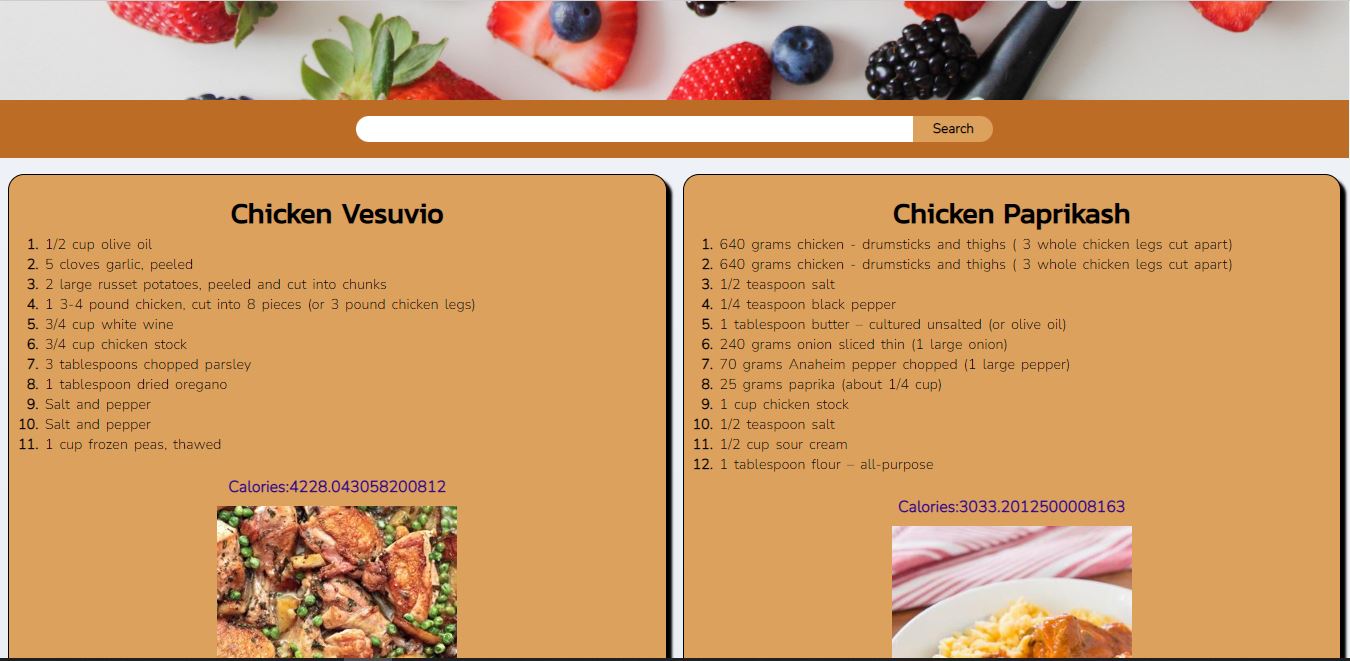 Search
Chicken Vesuvio
1. 1/2 cup olive oil
2. 5 cloves garlic, peeled
3. 2 large russet potatoes, peeled and cut into chunks
4. 1 3-4 pound chicken, cut into 8 pieces (or 3 pound chicken legs)
5. 3/4 cup white wine
6. 3/4 cup chicken stock
7. 3 tablespoons chopped parsley
8. 1 tablespoon dried oregano
9. Salt and pepper
10. Salt and pepper
11. 1 cup frozen peas, thawed
Calories:4228.043058200812
Chicken Paprikash
1. 640 grams chicken - drumsticks and thighs ( 3 whole chicken legs cut apart)
2. 640 grams chicken - drumsticks and thighs ( 3 whole chicken legs cut apart)
3. 1/2 teaspoon salt
4. 1/4 teaspoon black pepper
5. 1 tablespoon butter – cultured unsalted (or olive oil)
6. 240 grams onion sliced thin (1 large onion)
7. 70 grams Anaheim pepper chopped (1 large pepper)
8. 25 grams paprika (about 1/4 cup)
9. 1 cup chicken stock
10. 1/2 teaspoon salt
11. 1/2 cup sour cream
12. 1 tablespoon flour – all-purpose
Calories:3033.2012500008163